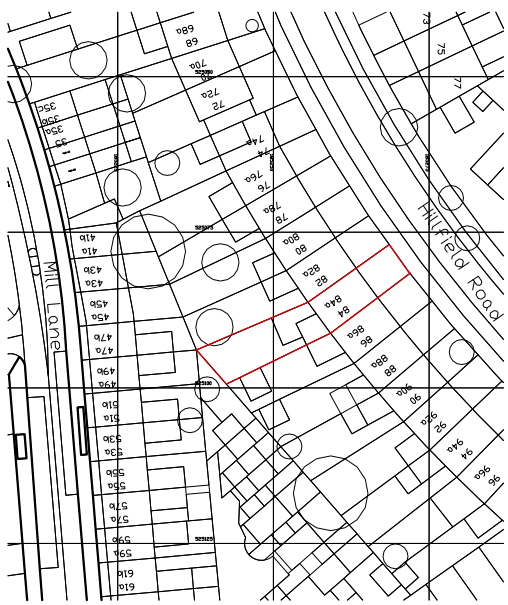 68a
68
70a
72a
72
74a
74
76a
76
78a
78
80a
80
82a
82
84a
84
86a
86
88a
88
90a
90
92a
92
94a
94
96a
96
73
75
77
Hillfield Road
35c
35b
35a
35
41b
41a
43b
43a
45b
45a
47b
47a
49b
49a
51b
51a
53b
53a
55b
55a
57b
57a
59b
59a
61b
61a
Mill Lane